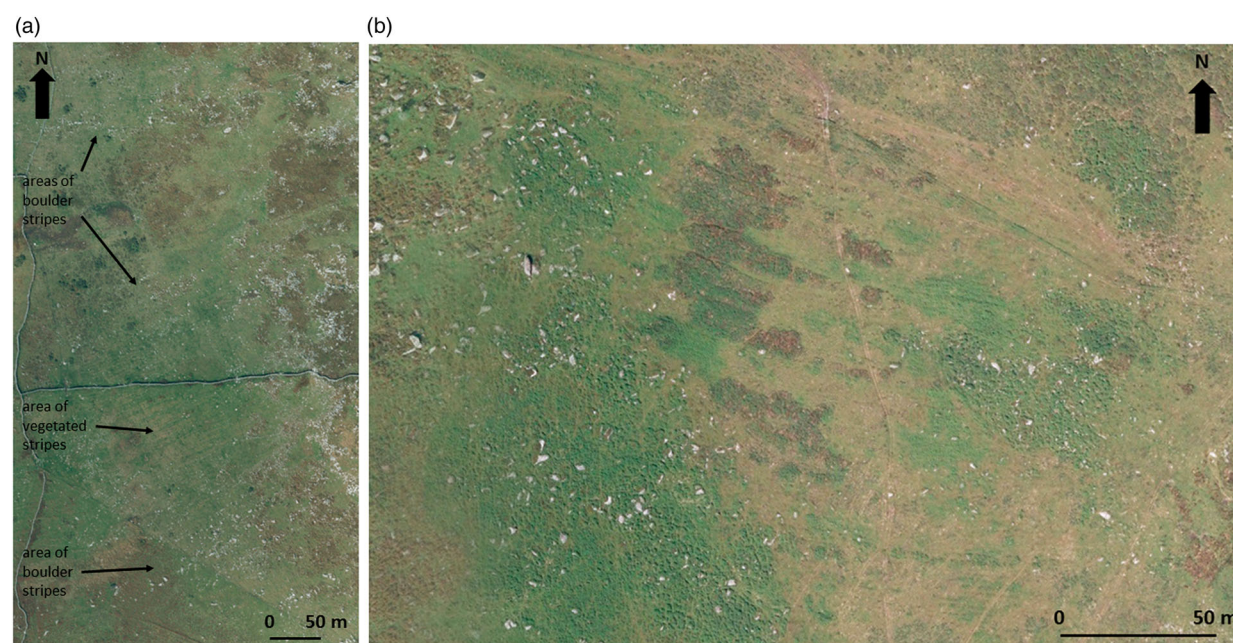 (a)
(b)
N
areas of
boulder
stripes
area of
vegetated
stripes
area of
boulder
stripes
0 50 m
N
0 50 m